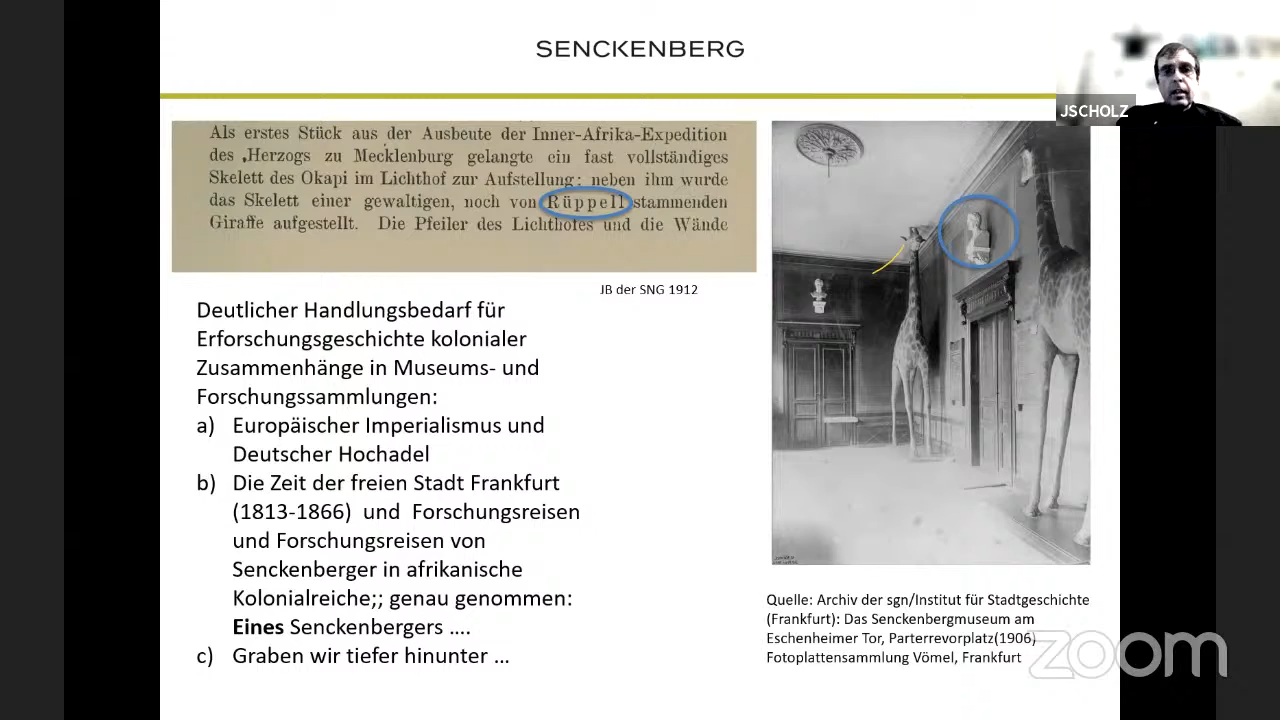 SENCKENBERG
JSCHOLZ
Als erstes Stück aus der Ausbeute der Inner-Afrika-Expedition
des Herzogs zu Mecklenburg gelangte ein fast vollständiges
Skelett des Okapi im Lichthof zur Aufstellung; neben ihm wurde
das Skelett einer gewaltigen, noch von Rüppell stammenden
Giraffe aufgestellt. Die Pfeiler des Lichthofes und die Wände
JB der SNG 1912
Deutlicher Handlungsbedarf für
Erforschungsgeschichte kolonialer
Zusammenhänge in Museums- und
Forschungssammlungen:
a) Europäischer Imperialismus und
Deutscher Hochadel
b) Die Zeit der freien Stadt Frankfurt
(1813-1866) und Forschungsreisen
und Forschungsreisen von
Senckenberger in afrikanische
Kolonialreiche;; genau genommen:
Eines Senckenbergers ....
c) Graben wir tiefer hinunter ...
Quelle: Archiv der sgn/Institut für Stadtgeschichte
(Frankfurt): Das Senckenbergmuseum am
Eschenheimer Tor, Parterrevorplatz(1906)
Fotoplattensammlung Vömel, Frankfurt
zoom